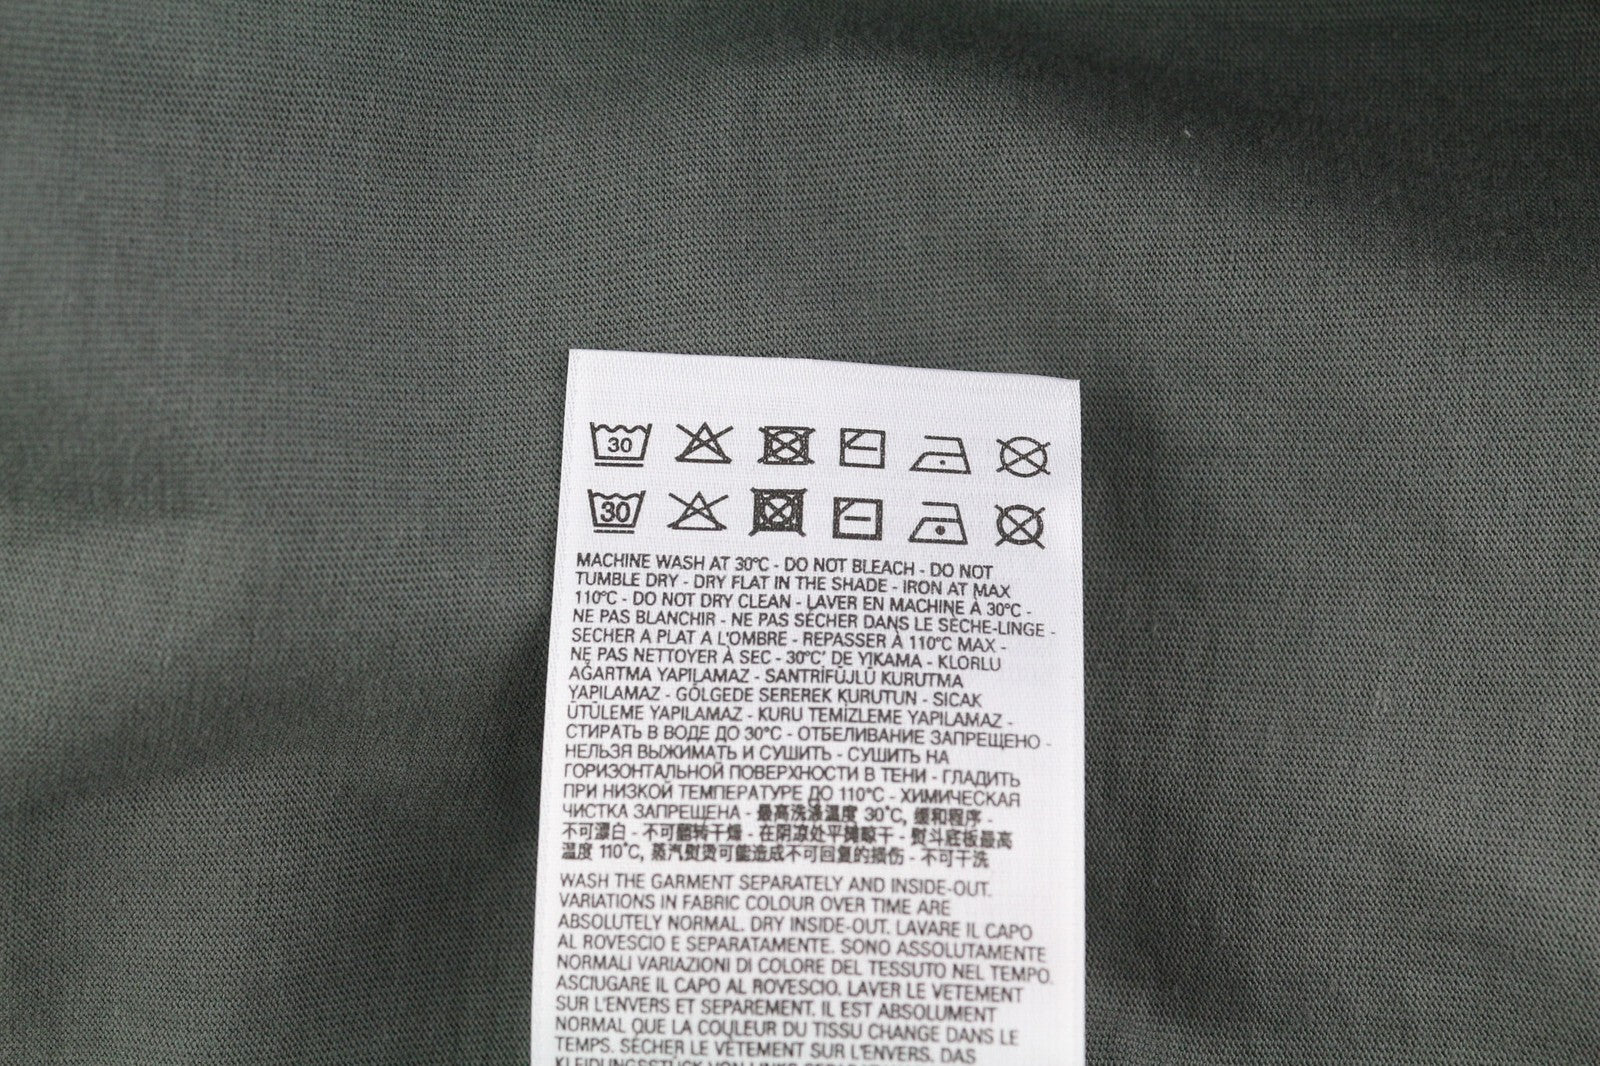 30
30
MACHINE WASH AT 30°C - DO NOT BLEACH - DO NOT
TUMBLE DRY - DRY FLAT IN THE SHADE - IRON AT MAX
110°C - DO NOT DRY CLEAN - LAVER EN MACHINE À 30°C -
NE PAS BLANCHIR - NE PAS SÉCHER DANS LE SÈCHE-LINGE -
SECHER A PLAT A L'OMBRE - REPASSER À 110°C MAX -
NE PAS NETTOYER À SEC - 30°C' DE YIKAMA - KLORLU
AĞARTMA YAPILAMAZ - SANTRİFÜJLÜ KURUTMA
YAPILAMAZ - GÖLGEDE SEREREK KURUTUN - SICAK
ÜTÜLEME YAPILAMAZ - KURU TEMİZLEME YAPILAMAZ -
СТИРАТЬ В ВОДЕ ДО 30°C - ОТБЕЛИВАНИЕ ЗАПРЕЩЕНО -
НЕЛЬЗЯ ВЫЖИМАТЬ И СУШИТЬ - СУШИТЬ НА
ГОРИЗОНТАЛЬНОЙ ПОВЕРХНОСТИ В ТЕНИ - ГЛАДИТЬ
ПРИ НИЗКОЙ ТЕМПЕРАТУРЕ ДО 110°C - ХИМИЧЕСКАЯ
ЧИСТКА ЗАПРЕЩЕНА - 最高洗涤温度 30°C, 缓和程序 -
不可漂白 - 不可翻转干燥 - 在阴凉处平摊晾干 - 熨斗底板最高
温度 110°C, 蒸汽熨烫可能造成不可回复的损伤 - 不可干洗
WASH THE GARMENT SEPARATELY AND INSIDE-OUT.
VARIATIONS IN FABRIC COLOUR OVER TIME ARE
ABSOLUTELY NORMAL. DRY INSIDE-OUT. LAVARE IL CAPO
AL ROVESCIO E SEPARATAMENTE. SONO ASSOLUTAMENTE
NORMALI VARIAZIONI DI COLORE DEL TESSUTO NEL TEMPO.
ASCIUGARE IL CAPO AL ROVESCIO. LAVER LE VETEMENT
SUR L'ENVERS ET SEPAREMENT. IL EST ABSOLUMENT
NORMAL QUE LA COULEUR DU TISSU CHANGE DANS LE
TEMPS. SÉCHER LE VÊTEMENT SUR L'ENVERS. DAS